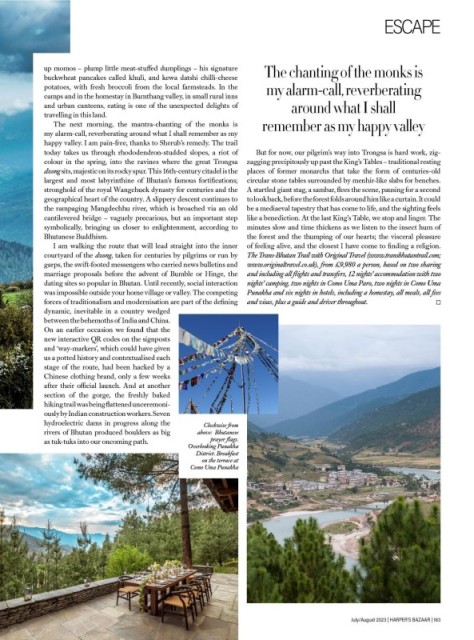 ESCAPE
up momos – plump little meat-stuffed dumplings – his signature
buckwheat pancakes called khuli, and kewa datshi chilli-cheese
potatoes, with fresh broccoli from the local farmsteads. In the
camps and in the homestay in Bumthang valley, in small rural inns
and urban canteens, eating is one of the unexpected delights of
travelling in this land.
The next morning, the mantra-chanting of the monks is
my alarm-call, reverberating around what I shall remember as my
happy valley. I am pain-free, thanks to Sherub's remedy. The trail
today takes us through rhododendron-studded slopes, a riot of
colour in the spring, into the ravines where the great Trongsa
dzong sits, majestic on its rocky spur. This 16th-century citadel is the
largest and most labyrinthine of Bhutan's famous fortifications;
stronghold of the royal Wangchuck dynasty for centuries and the
geographical heart of the country. A slippery descent continues to
the rampaging Mangdechhu river, which is broached via an old
cantilevered bridge – vaguely precarious, but an important step
symbolically, bringing us closer to enlightenment, according to
Bhutanese Buddhism.
I am walking the route that will lead straight into the inner
courtyard of the dzong, taken for centuries by pilgrims or run by
garps, the swift-footed messengers who carried news bulletins and
marriage proposals before the advent of Bumble or Hinge, the
dating sites so popular in Bhutan. Until recently, social interaction
was impossible outside your home village or valley. The competing
forces of traditionalism and modernisation are part of the defining
dynamic, inevitable in a country wedged
between the behemoths of India and China.
On an earlier occasion we found that the
new interactive QR codes on the signposts
and 'way-markers', which could have given
us a potted history and contextualised each
stage of the route, had been hacked by a
Chinese clothing brand, only a few weeks
after their official launch. And at another
section of the gorge, the freshly baked
hiking trail was being flattened unceremoni-
ously by Indian construction workers. Seven
hydroelectric dams in progress along the
rivers of Bhutan produced boulders as big
as tuk-tuks into our oncoming path.
The chanting of the monks is
my alarm-call, reverberating
around what I shall
remember as my happy valley
But for now, our pilgrim's way into Trongsa is hard work, zig-
zagging precipitously up past the King's Tables – traditional resting
places of former monarchs that take the form of centuries-old
circular stone tables surrounded by menhir-like slabs for benches.
A startled giant stag, a sambar, flees the scene, pausing for a second
to look back, before the forest folds around him like a curtain. It could
be a mediaeval tapestry that has come to life, and the sighting feels
like a benediction. At the last King's Table, we stop and linger. The
minutes slow and time thickens as we listen to the insect hum of
the forest and the thumping of our hearts; the visceral pleasure
of feeling alive, and the closest I have come to finding a religion.
The Trans Bhutan Trail with Original Travel (www.transbhutantrail.com;
www.originaltravel.co.uk), from £9,980 a person, based on two sharing
and including all flights and transfers, 12 nights' accommodation with two
nights' camping, two nights in Como Uma Paro, two nights in Como Uma
Punakha and six nights in hotels, including a homestay, all meals, all fees
and visas, plus a guide and driver throughout. □
Clockwise from
above: Bhutanese
prayer flags.
Overlooking Punakha
District. Breakfast
on the terrace at
Como Uma Punakha
July/August 2023 | HARPER'S BAZAAR | 163